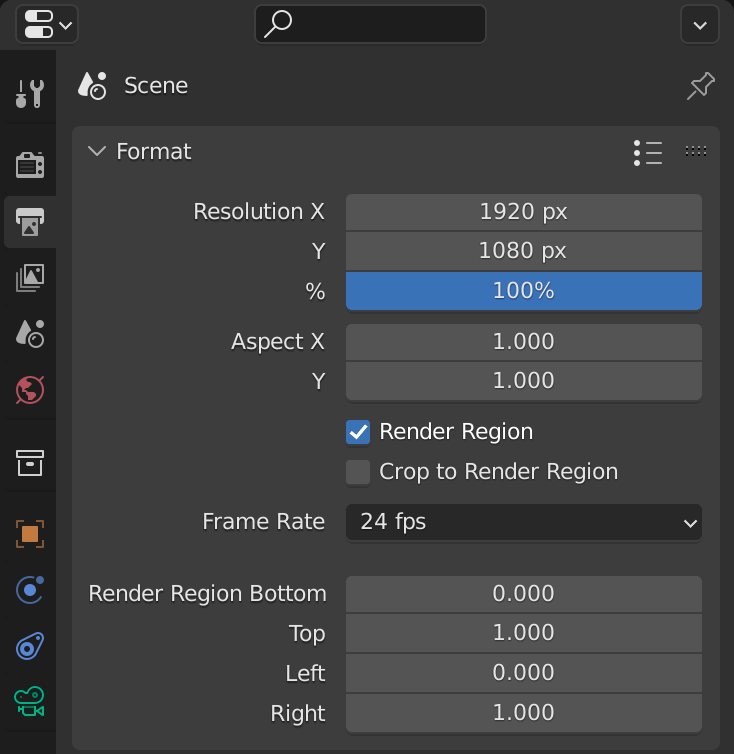 Scene
Format
Resolution X 1920 px
Y 1080 px
% 100%
Aspect X 1.000
Y 1.000
Render Region
Crop to Render Region
Frame Rate 24 fps
Render Region Bottom 0.000
Top 1.000
Left 0.000
Right 1.000